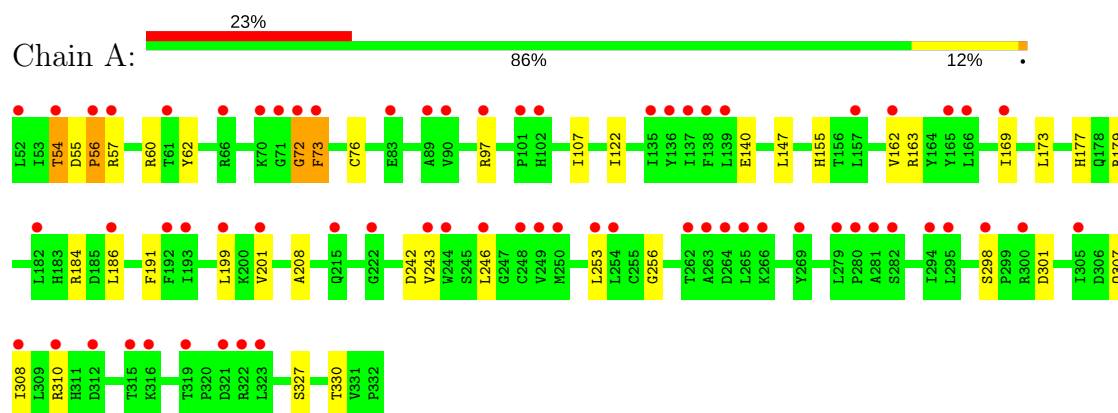 23%
Chain A:
86% 12% •
L52 I53 T54 D55 P56 R57 R60 T61 Y62 R66 K70 G71 G72 F73 C76 E83 A89 V90 R97 P101 H102 I107 I122 I135 Y136 I137 F138 L139 E140 L147 H155 T156 L157 V162 R163 Y164 Y165 L166 I169 L173 H177 Q178
L182 H183 R184 D185 L186 F191 F192 I193 L199 K200 V201 A208 Q215 G222 D242 V243 W244 S245 L246 G247 C248 V249 M250 L253 L254 C255 G256 T262 A263 D264 L265 K266 Y269 L279 P280 A281 S282 I294 L295 S298 P299 R300 D301 I305 D306
I308 L309 R310 H311 D312 T315 K316 T319 P320 D321 R322 L323 S327 T330 V331 P332